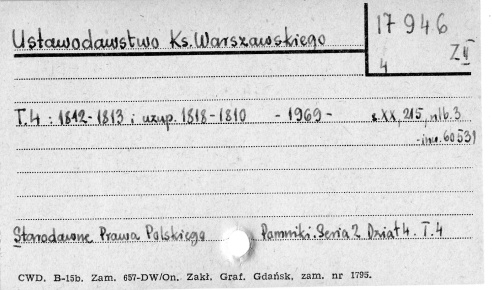 Ustawodawstwo Ks. Warszawskiego
17 946
4 Z II
T.4 : 1812-1813 i uzup. 1818-1810 - 1969 - s. XX, 215, nlb. 3
inw. 60531
Starodawne Prawa Polskiego Pomniki. Seria 2 Dział 4. T. 4
CWD. B-15b. Zam. 657-DW/On. Zakł. Graf. Gdańsk, zam. nr 1795.